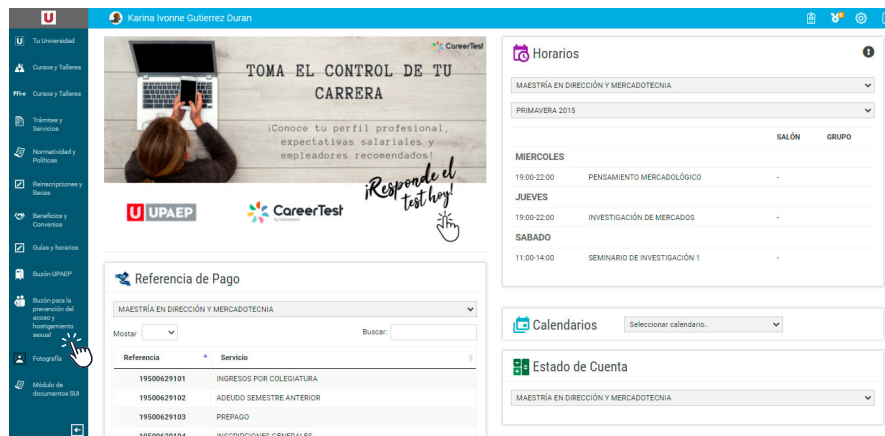 U
Karina Ivonne Gutierrez Duran
U Tu Universidad
Cursos y Talleres
Cursos y Talleres
Trámites y
Servicios
Normatividad y
Políticas
Reinscripciones y
Becas
Beneficios y
Convenios
Guías y horarios
Buzón UPAEP
Buzón para la
prevención del
acoso y
hostigamiento
sexual
Fotografía
Módulo de
documentos SUI
CareerTest
TOMA EL CONTROL DE TU
CARRERA
¡Conoce tu perfil profesional,
expectativas salariales y
empleadores recomendados!
¡Responde el
test hoy!
U UPAEP
CareerTest
Referencia de Pago
MAESTRÍA EN DIRECCIÓN Y MERCADOTECNIA
Mostar
Buscar:
Referencia Servicio
19500629101 INGRESOS POR COLEGIATURA
19500629102 ADEUDO SEMESTRE ANTERIOR
19500629103 PREPAGO
19500629104 INSCRIPCIONES GENERALES
Horarios
MAESTRÍA EN DIRECCIÓN Y MERCADOTECNIA
PRIMAVERA 2015
SALÓN GRUPO
MIERCOLES
19:00-22:00 PENSAMIENTO MERCADOLÓGICO -
JUEVES
19:00-22:00 INVESTIGACIÓN DE MERCADOS -
SABADO
11:00-14:00 SEMINARIO DE INVESTIGACIÓN 1 -
Calendarios Seleccionar calendario..
Estado de Cuenta
MAESTRÍA EN DIRECCIÓN Y MERCADOTECNIA